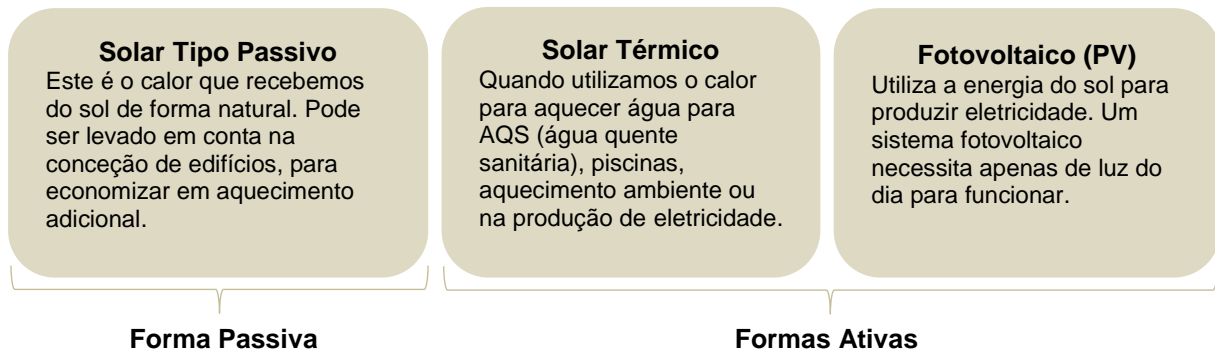 Solar Tipo Passivo
Este é o calor que recebemos
do sol de forma natural. Pode
ser levado em conta na
conceção de edifícios, para
economizar em aquecimento
adicional.
Solar Térmico
Quando utilizamos o calor
para aquecer água para
AQS (água quente
sanitária), piscinas,
aquecimento ambiente ou
na produção de eletricidade.
Fotovoltaico (PV)
Utiliza a energia do sol para
produzir eletricidade. Um
sistema fotovoltaico
necessita apenas de luz do
dia para funcionar.
Forma Passiva
Formas Ativas